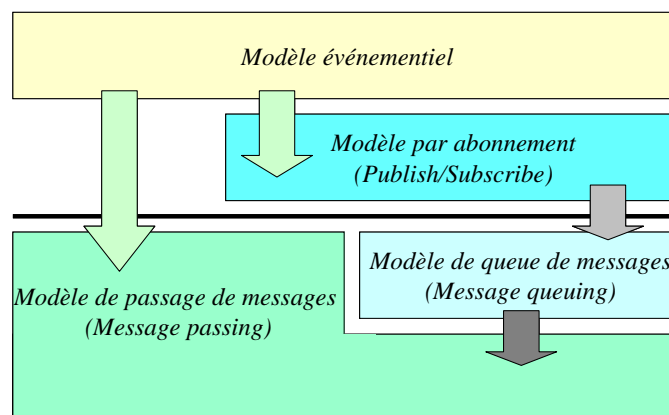 Modèle événementiel
Modèle par abonnement
(Publish/Subscribe)
Modèle de queue de messages
(Message queuing)
Modèle de passage de messages
(Message passing)